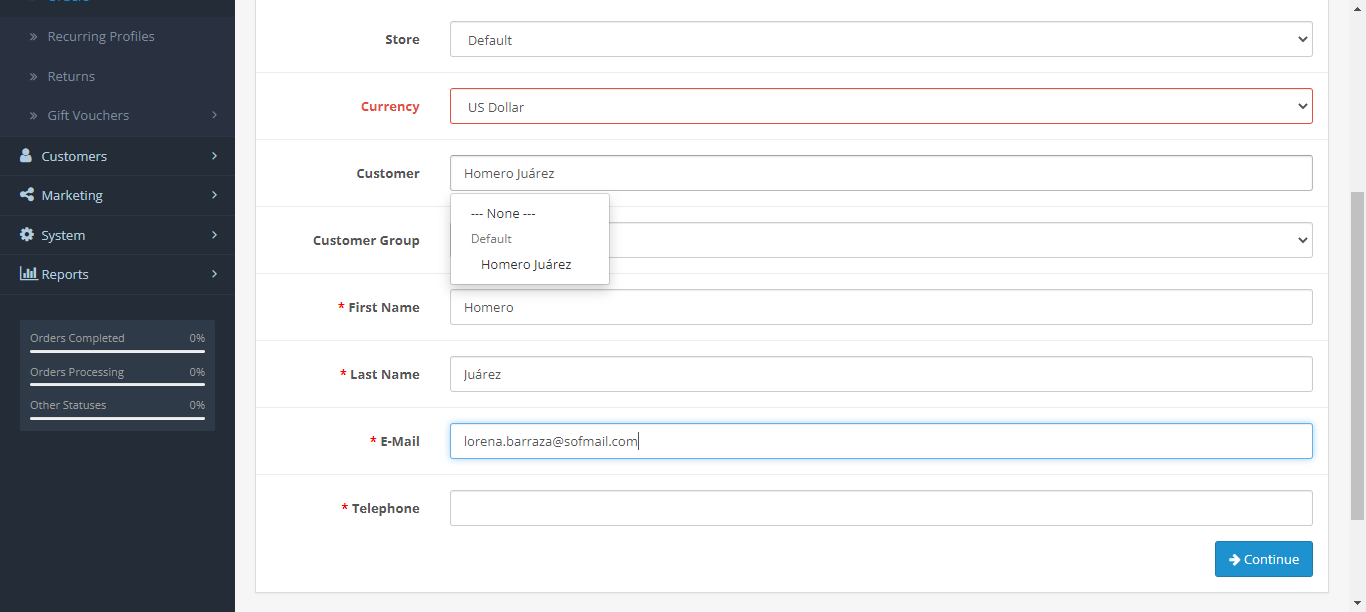 Recurring Profiles
Returns
Gift Vouchers
Customers
Marketing
System
Reports
Orders Completed 0%
Orders Processing 0%
Other Statuses 0%
Store Default
Currency US Dollar
Customer Homero Juárez
--- None ---
Default
Homero Juárez
Customer Group
* First Name Homero
* Last Name Juárez
* E-Mail lorena.barraza@sofmail.com
* Telephone
Continue